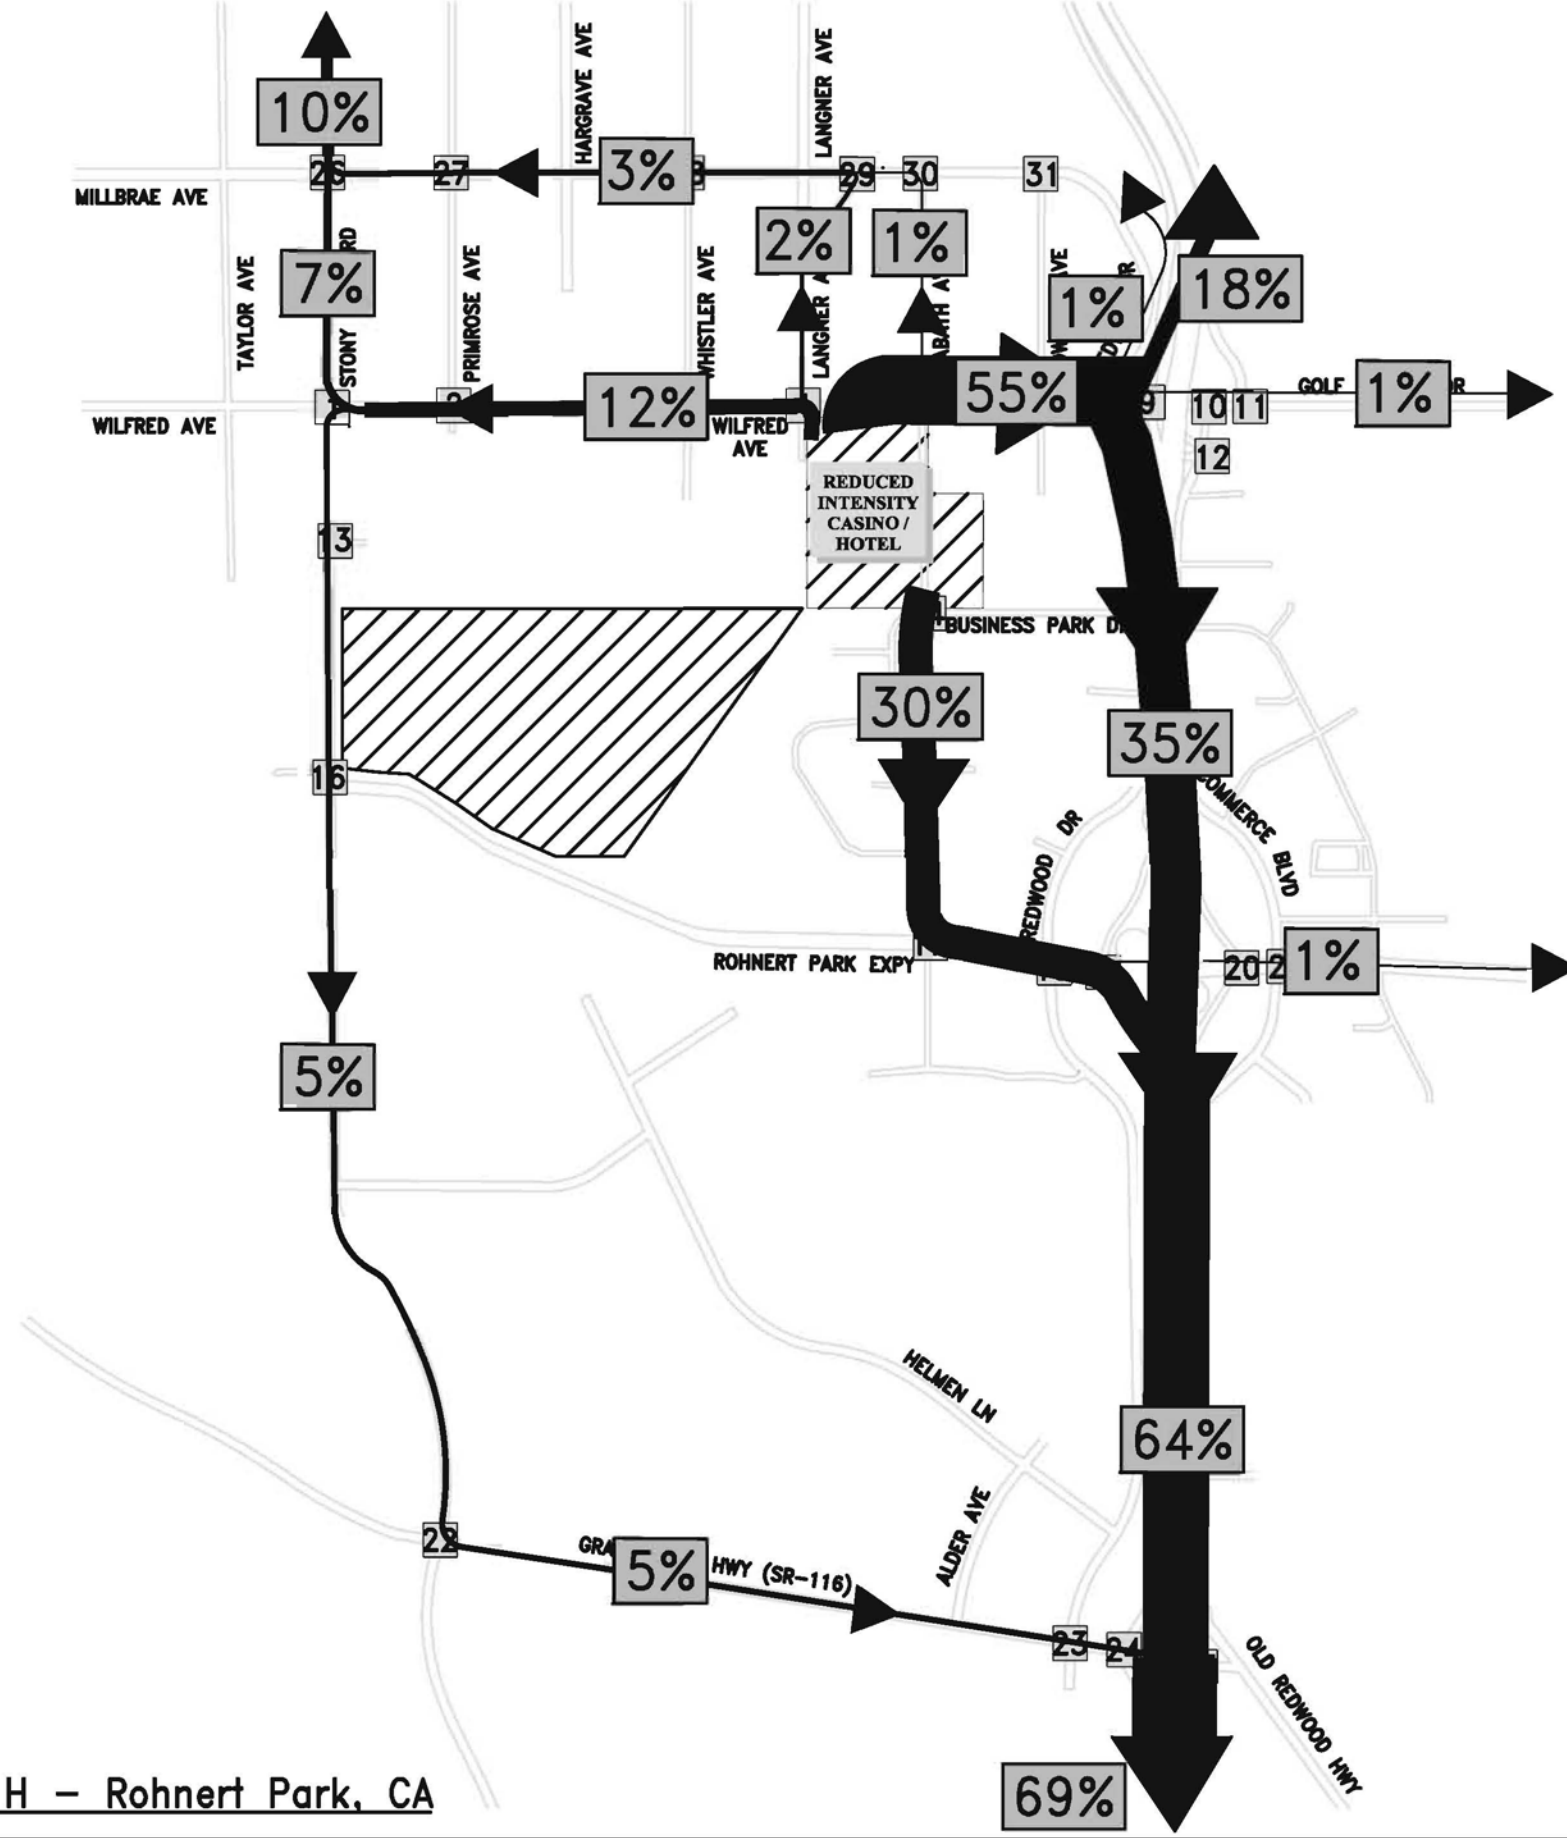 10%
HARGRAVE AVE
LANGNER AVE
26
27
3%
29
30
31
MILLBRAE AVE
2%
1%
RD
7%
TAYLOR AVE
STONY
PRIMROSE AVE
WHISTLER AVE
1%
18%
12%
55%
9
10
11
GOLF
1%
DR
WILFRED AVE
WILFRED
AVE
12
REDUCED
INTENSITY
CASINO /
HOTEL
13
BUSINESS PARK
30%
35%
16
COMMERCE BLVD
REDWOOD DR
ROHNERT PARK EXPY
20
1%
5%
HELMEN LN
64%
ALDER AVE
22
5%
HWY (SR-116)
23
24
OLD REDWOOD HWY
69%
H - Rohnert Park, CA